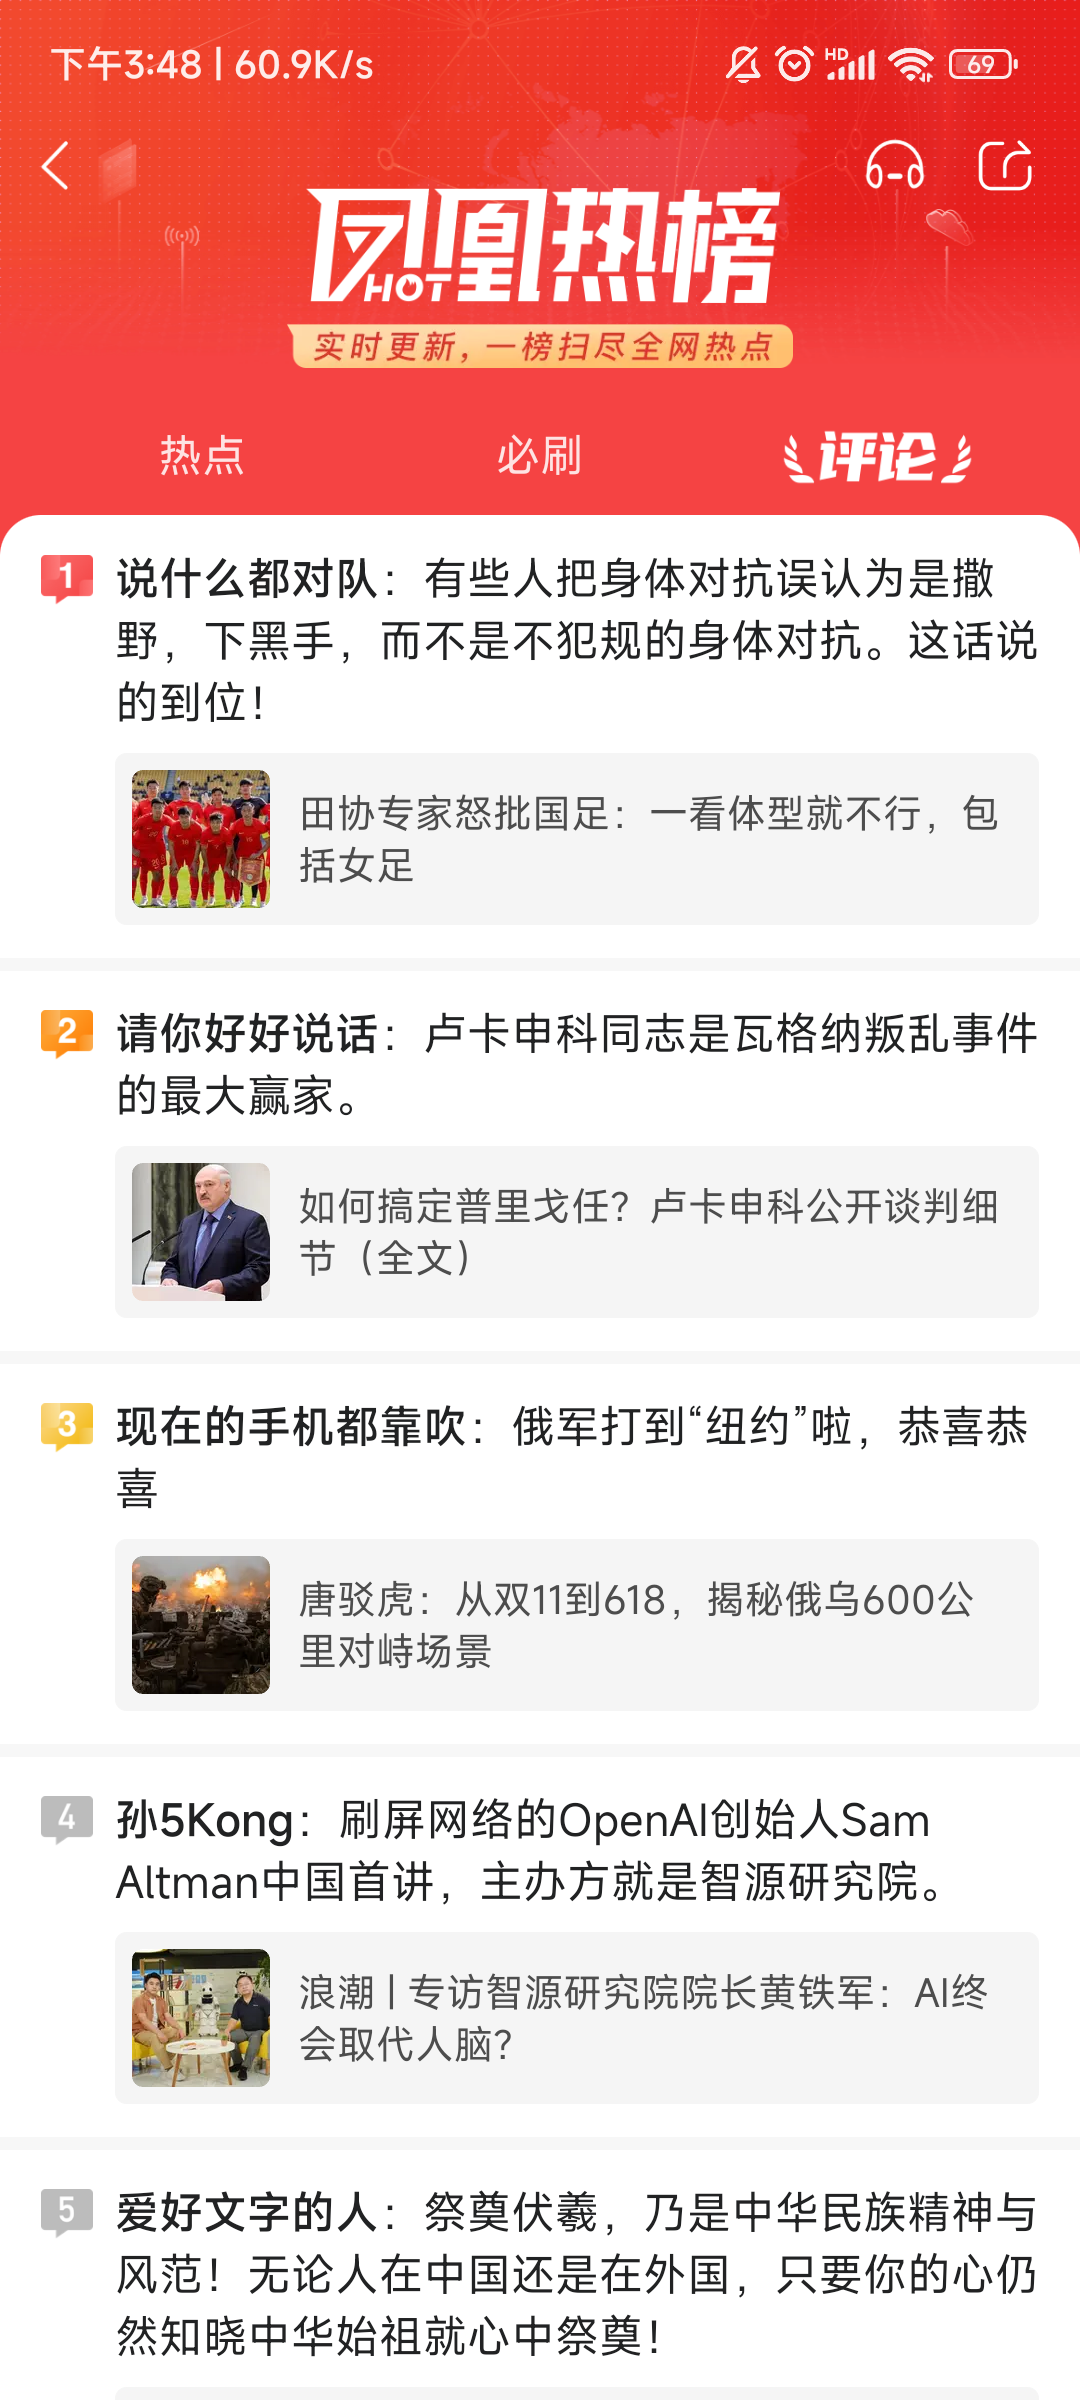 下午3:48 | 60.9K/s
HD
69
凤凰热榜
HOT
实时更新，一榜扫尽全网热点
热点
必刷
评论
1
说什么都对队：有些人把身体对抗误认为是撒
野，下黑手，而不是不犯规的身体对抗。这话说
的到位！
田协专家怒批国足：一看体型就不行，包
括女足
2
请你好好说话：卢卡申科同志是瓦格纳叛乱事件
的最大赢家。
如何搞定普里戈任？卢卡申科公开谈判细
节（全文）
3
现在的手机都靠吹：俄军打到“纽约”啦，恭喜恭
喜
唐驳虎：从双11到618，揭秘俄乌600公
里对峙场景
4
孙5Kong：刷屏网络的OpenAI创始人Sam
Altman中国首讲，主办方就是智源研究院。
浪潮 | 专访智源研究院院长黄铁军：AI终
会取代人脑？
5
爱好文字的人：祭奠伏羲，乃是中华民族精神与
风范！无论人在中国还是在外国，只要你的心仍
然知晓中华始祖就心中祭奠！